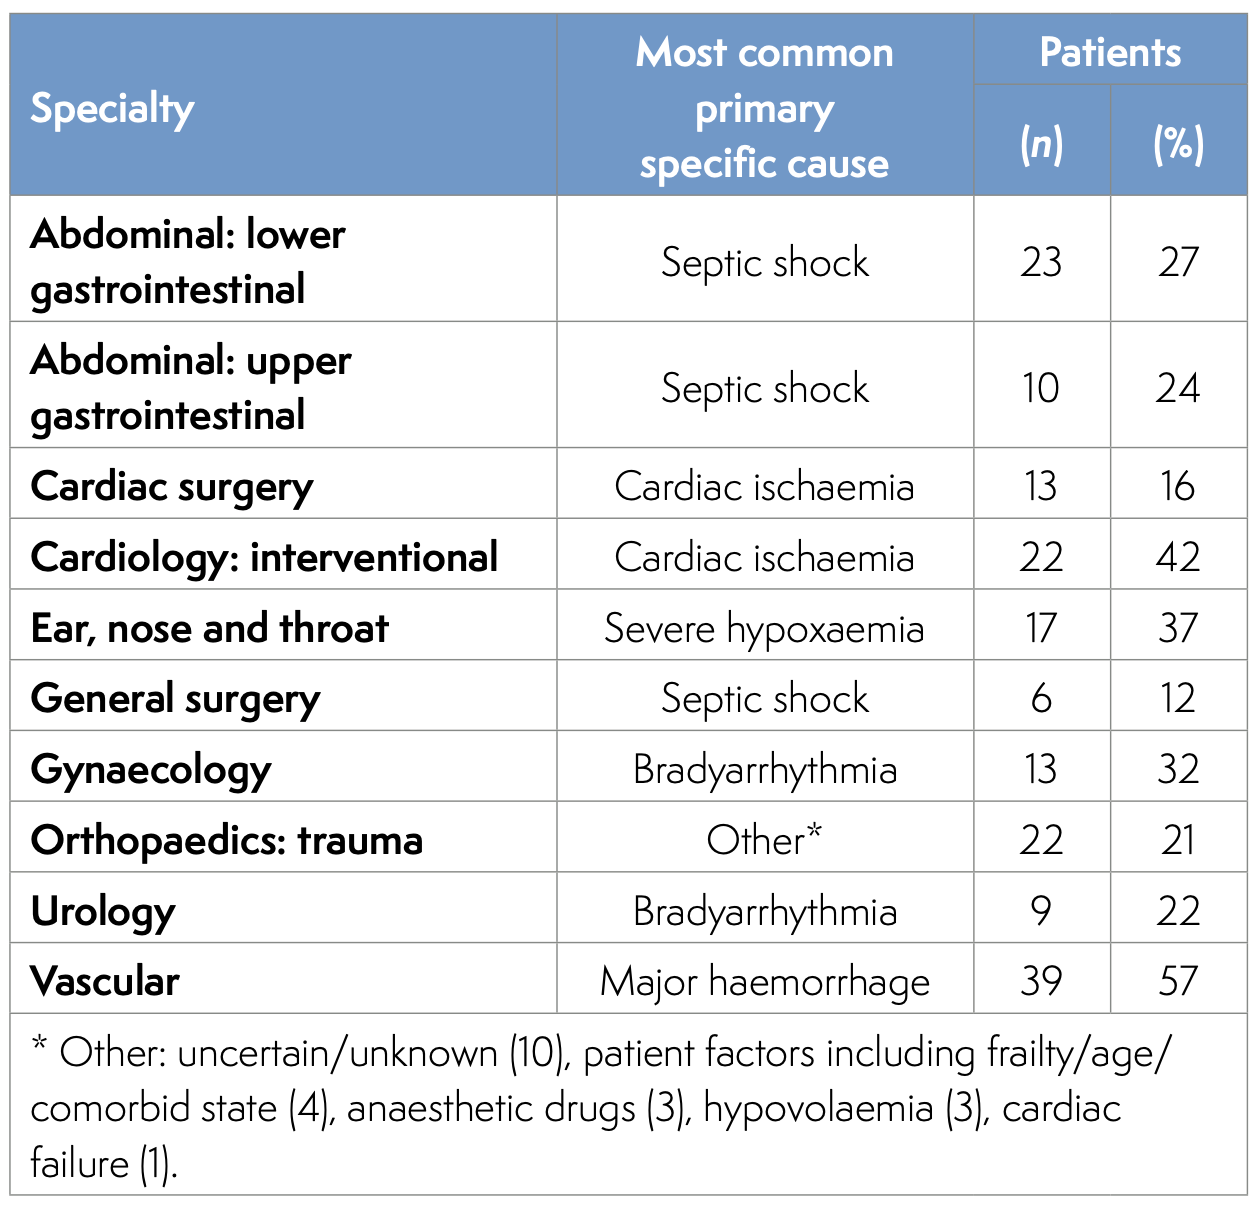 Specialty Most common primary specific cause Patients
(n) (%)
Abdominal: lower gastrointestinal Septic shock 23 27
Abdominal: upper gastrointestinal Septic shock 10 24
Cardiac surgery Cardiac ischaemia 13 16
Cardiology: interventional Cardiac ischaemia 22 42
Ear, nose and throat Severe hypoxaemia 17 37
General surgery Septic shock 6 12
Gynaecology Bradyarrhythmia 13 32
Orthopaedics: trauma Other* 22 21
Urology Bradyarrhythmia 9 22
Vascular Major haemorrhage 39 57
* Other: uncertain/unknown (10), patient factors including frailty/age/
comorbid state (4), anaesthetic drugs (3), hypovolaemia (3), cardiac
failure (1).